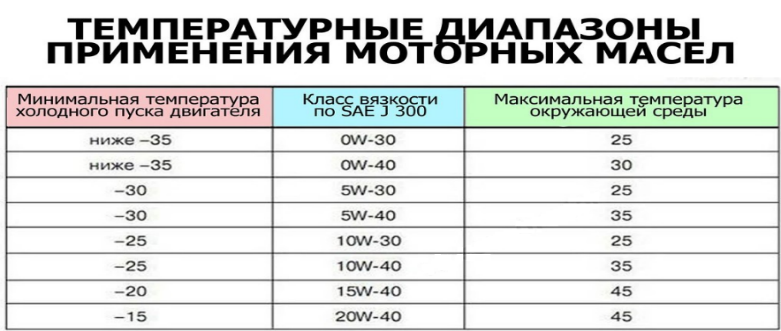 ТЕМПЕРАТУРНЫЕ ДИАПАЗОНЫ
ПРИМЕНЕНИЯ МОТОРНЫХ МАСЕЛ
Минимальная температура холодного пуска двигателя Класс вязкости по SAE J 300 Максимальная температура окружающей среды
ниже –35 0W-30 25
ниже –35 0W-40 30
–30 5W-30 25
–30 5W-40 35
–25 10W-30 25
–25 10W-40 35
–20 15W-40 45
–15 20W-40 45